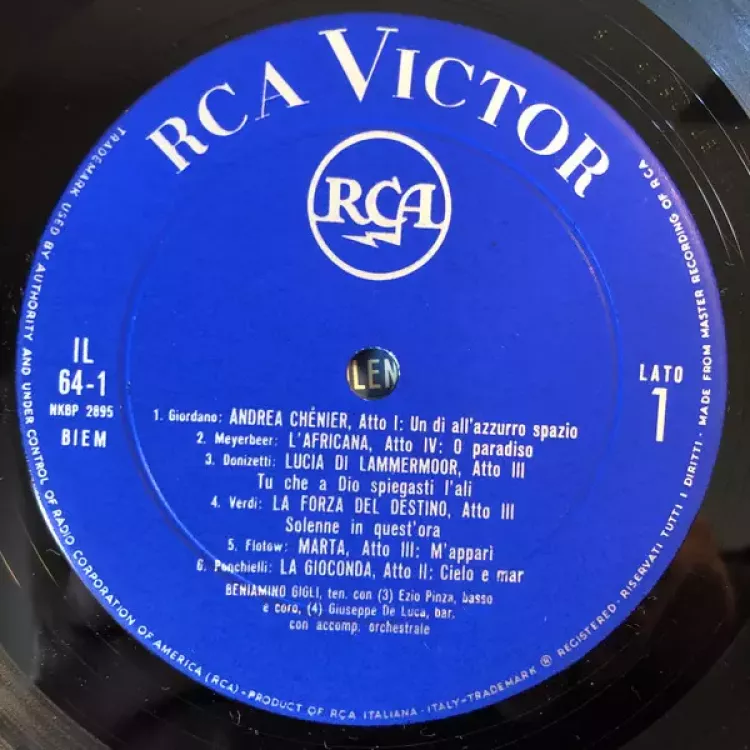 RCA VICTOR
RCA
LEN
IL
64-1
NKBP 2895
BIEM
LATO
1
1. Giordano: ANDREA CHÉNIER, Atto I: Un dì all'azzurro spazio
2. Meyerbeer: L'AFRICANA, Atto IV: O paradiso
3. Donizetti: LUCIA DI LAMMERMOOR, Atto III
Tu che a Dio spiegasti l'ali
4. Verdi: LA FORZA DEL DESTINO, Atto III
Solenne in quest'ora
5. Flotow: MARTA, Atto III: M'appari
6. Ponchielli: LA GIOCONDA, Atto II: Cielo e mar
BENIAMINO GIGLI, ten. con (3) Ezio Pinza, basso
e coro, (4) Giuseppe De Luca, bar.
con accomp. orchestrale
TRADEMARK USED BY AUTHORITY AND UNDER CONTROL OF RADIO CORPORATION OF AMERICA (RCA) - PRODUCT OF RCA ITALIANA - ITALY - TRADEMARK ® REGISTERED - RISERVATI TUTTI I DIRITTI - MADE FROM MASTER RECORDING OF RCA